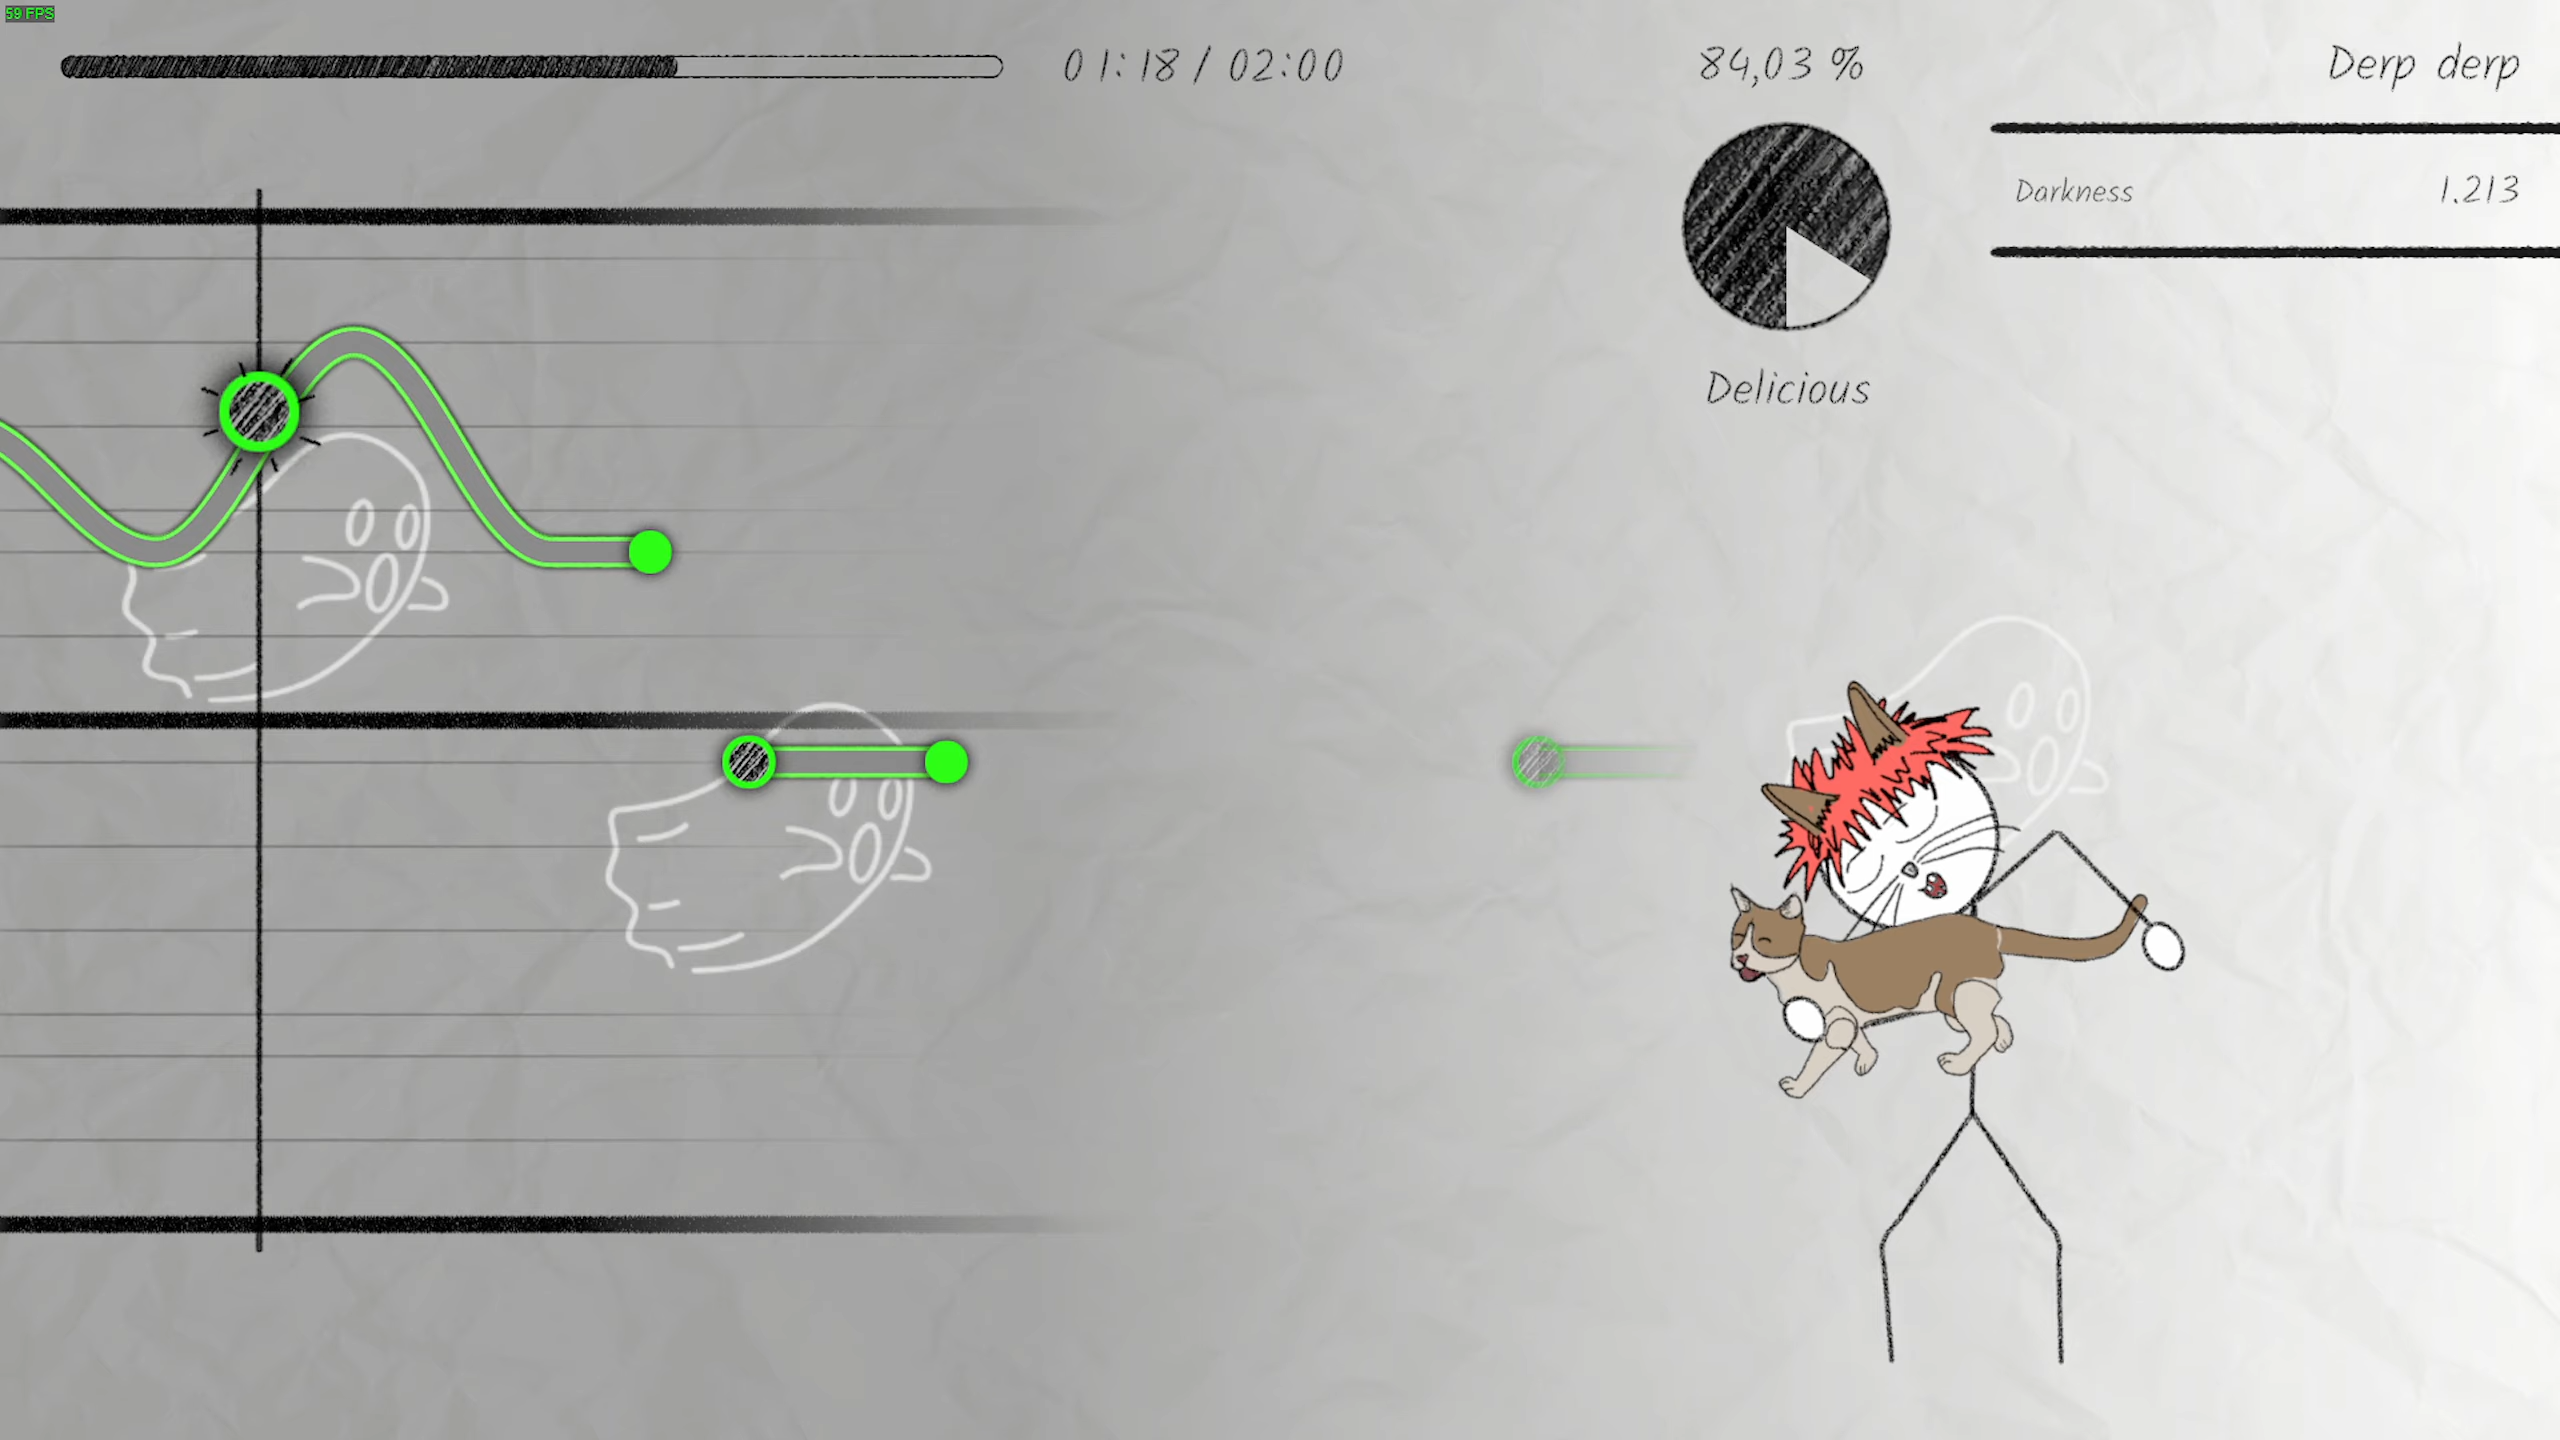 59 FPS
01:18 / 02:00
84,03 %
Derp derp
Darkness 1.213
Delicious